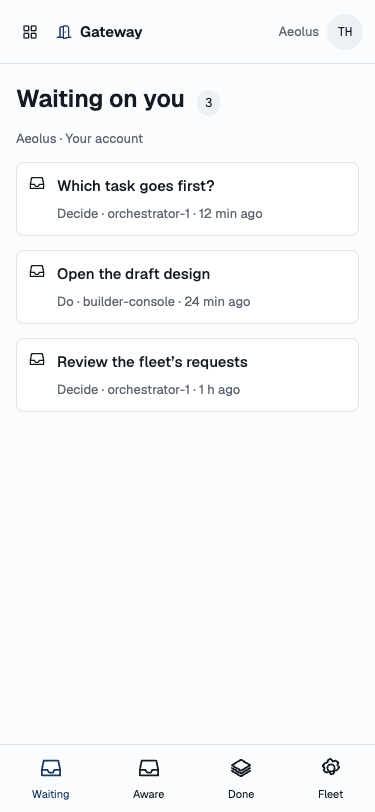 Gateway
Aeolus
TH
Waiting on you
3
Aeolus · Your account
Which task goes first?
Decide · orchestrator-1 · 12 min ago
Open the draft design
Do · builder-console · 24 min ago
Review the fleet’s requests
Decide · orchestrator-1 · 1 h ago
Waiting
Aware
Done
Fleet